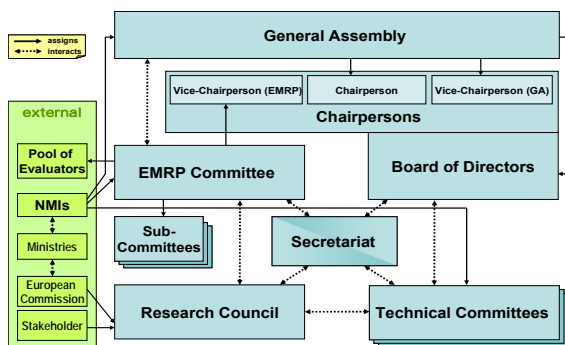 General Assembly
assigns
interacts
Vice-Chairperson (EMRP)
Chairperson
Vice-Chairperson (GA)
Chairpersons
external
Pool of
Evaluators
EMRP Committee
Board of Directors
NMIs
Sub-
Committees
Secretariat
Ministries
European
Commission
Research Council
Technical Committees
Stakeholder